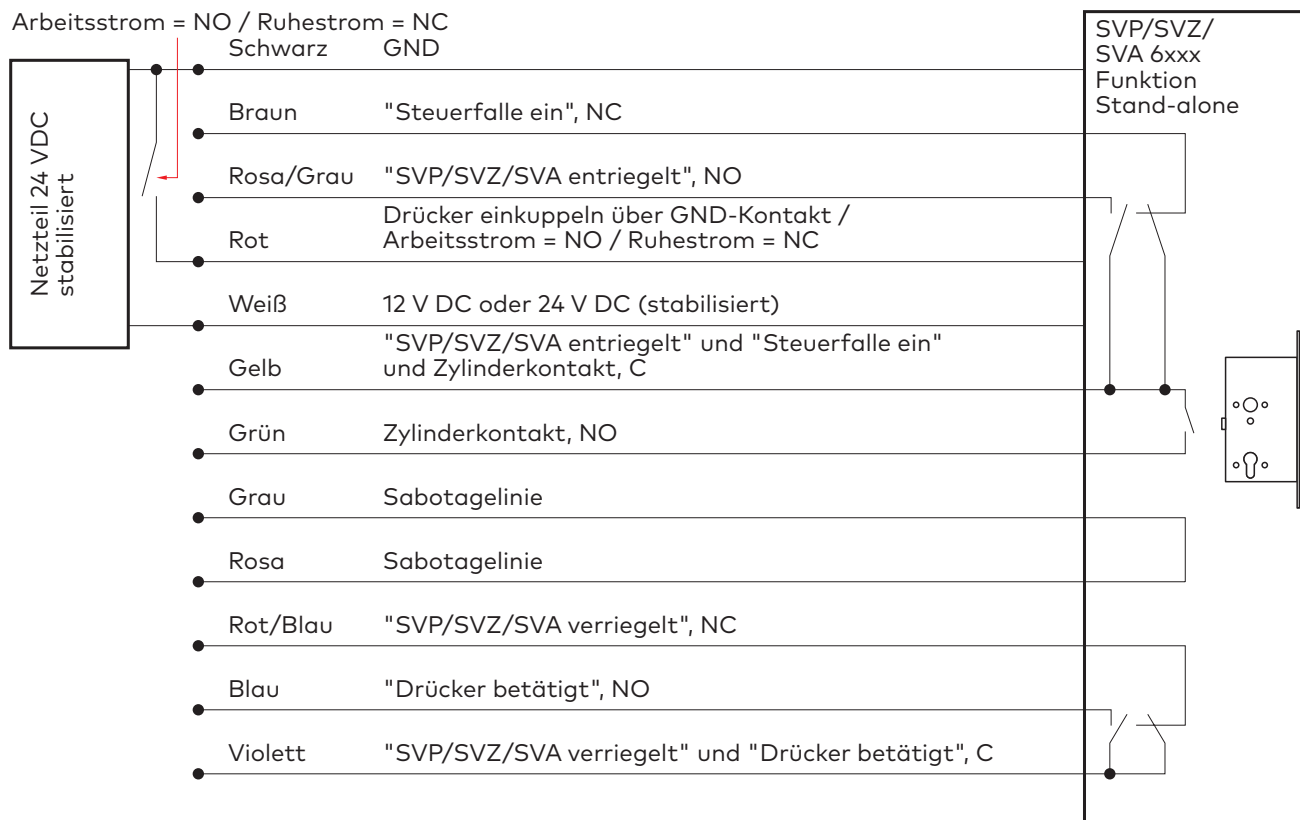 Arbeitsstrom = NO / Ruhestrom = NC
Netzteil 24 VDC
stabilisiert
Schwarz GND
Braun "Steuerfalle ein", NC
Rosa/Grau "SVP/SVZ/SVA entriegelt", NO
Drücker einkuppeln über GND-Kontakt /
Rot Arbeitsstrom = NO / Ruhestrom = NC
Weiß 12 V DC oder 24 V DC (stabilisiert)
"SVP/SVZ/SVA entriegelt" und "Steuerfalle ein"
Gelb und Zylinderkontakt, C
Grün Zylinderkontakt, NO
Grau Sabotagelinie
Rosa Sabotagelinie
Rot/Blau "SVP/SVZ/SVA verriegelt", NC
Blau "Drücker betätigt", NO
Violett "SVP/SVZ/SVA verriegelt" und "Drücker betätigt", C
SVP/SVZ/
SVA 6xxx
Funktion
Stand-alone